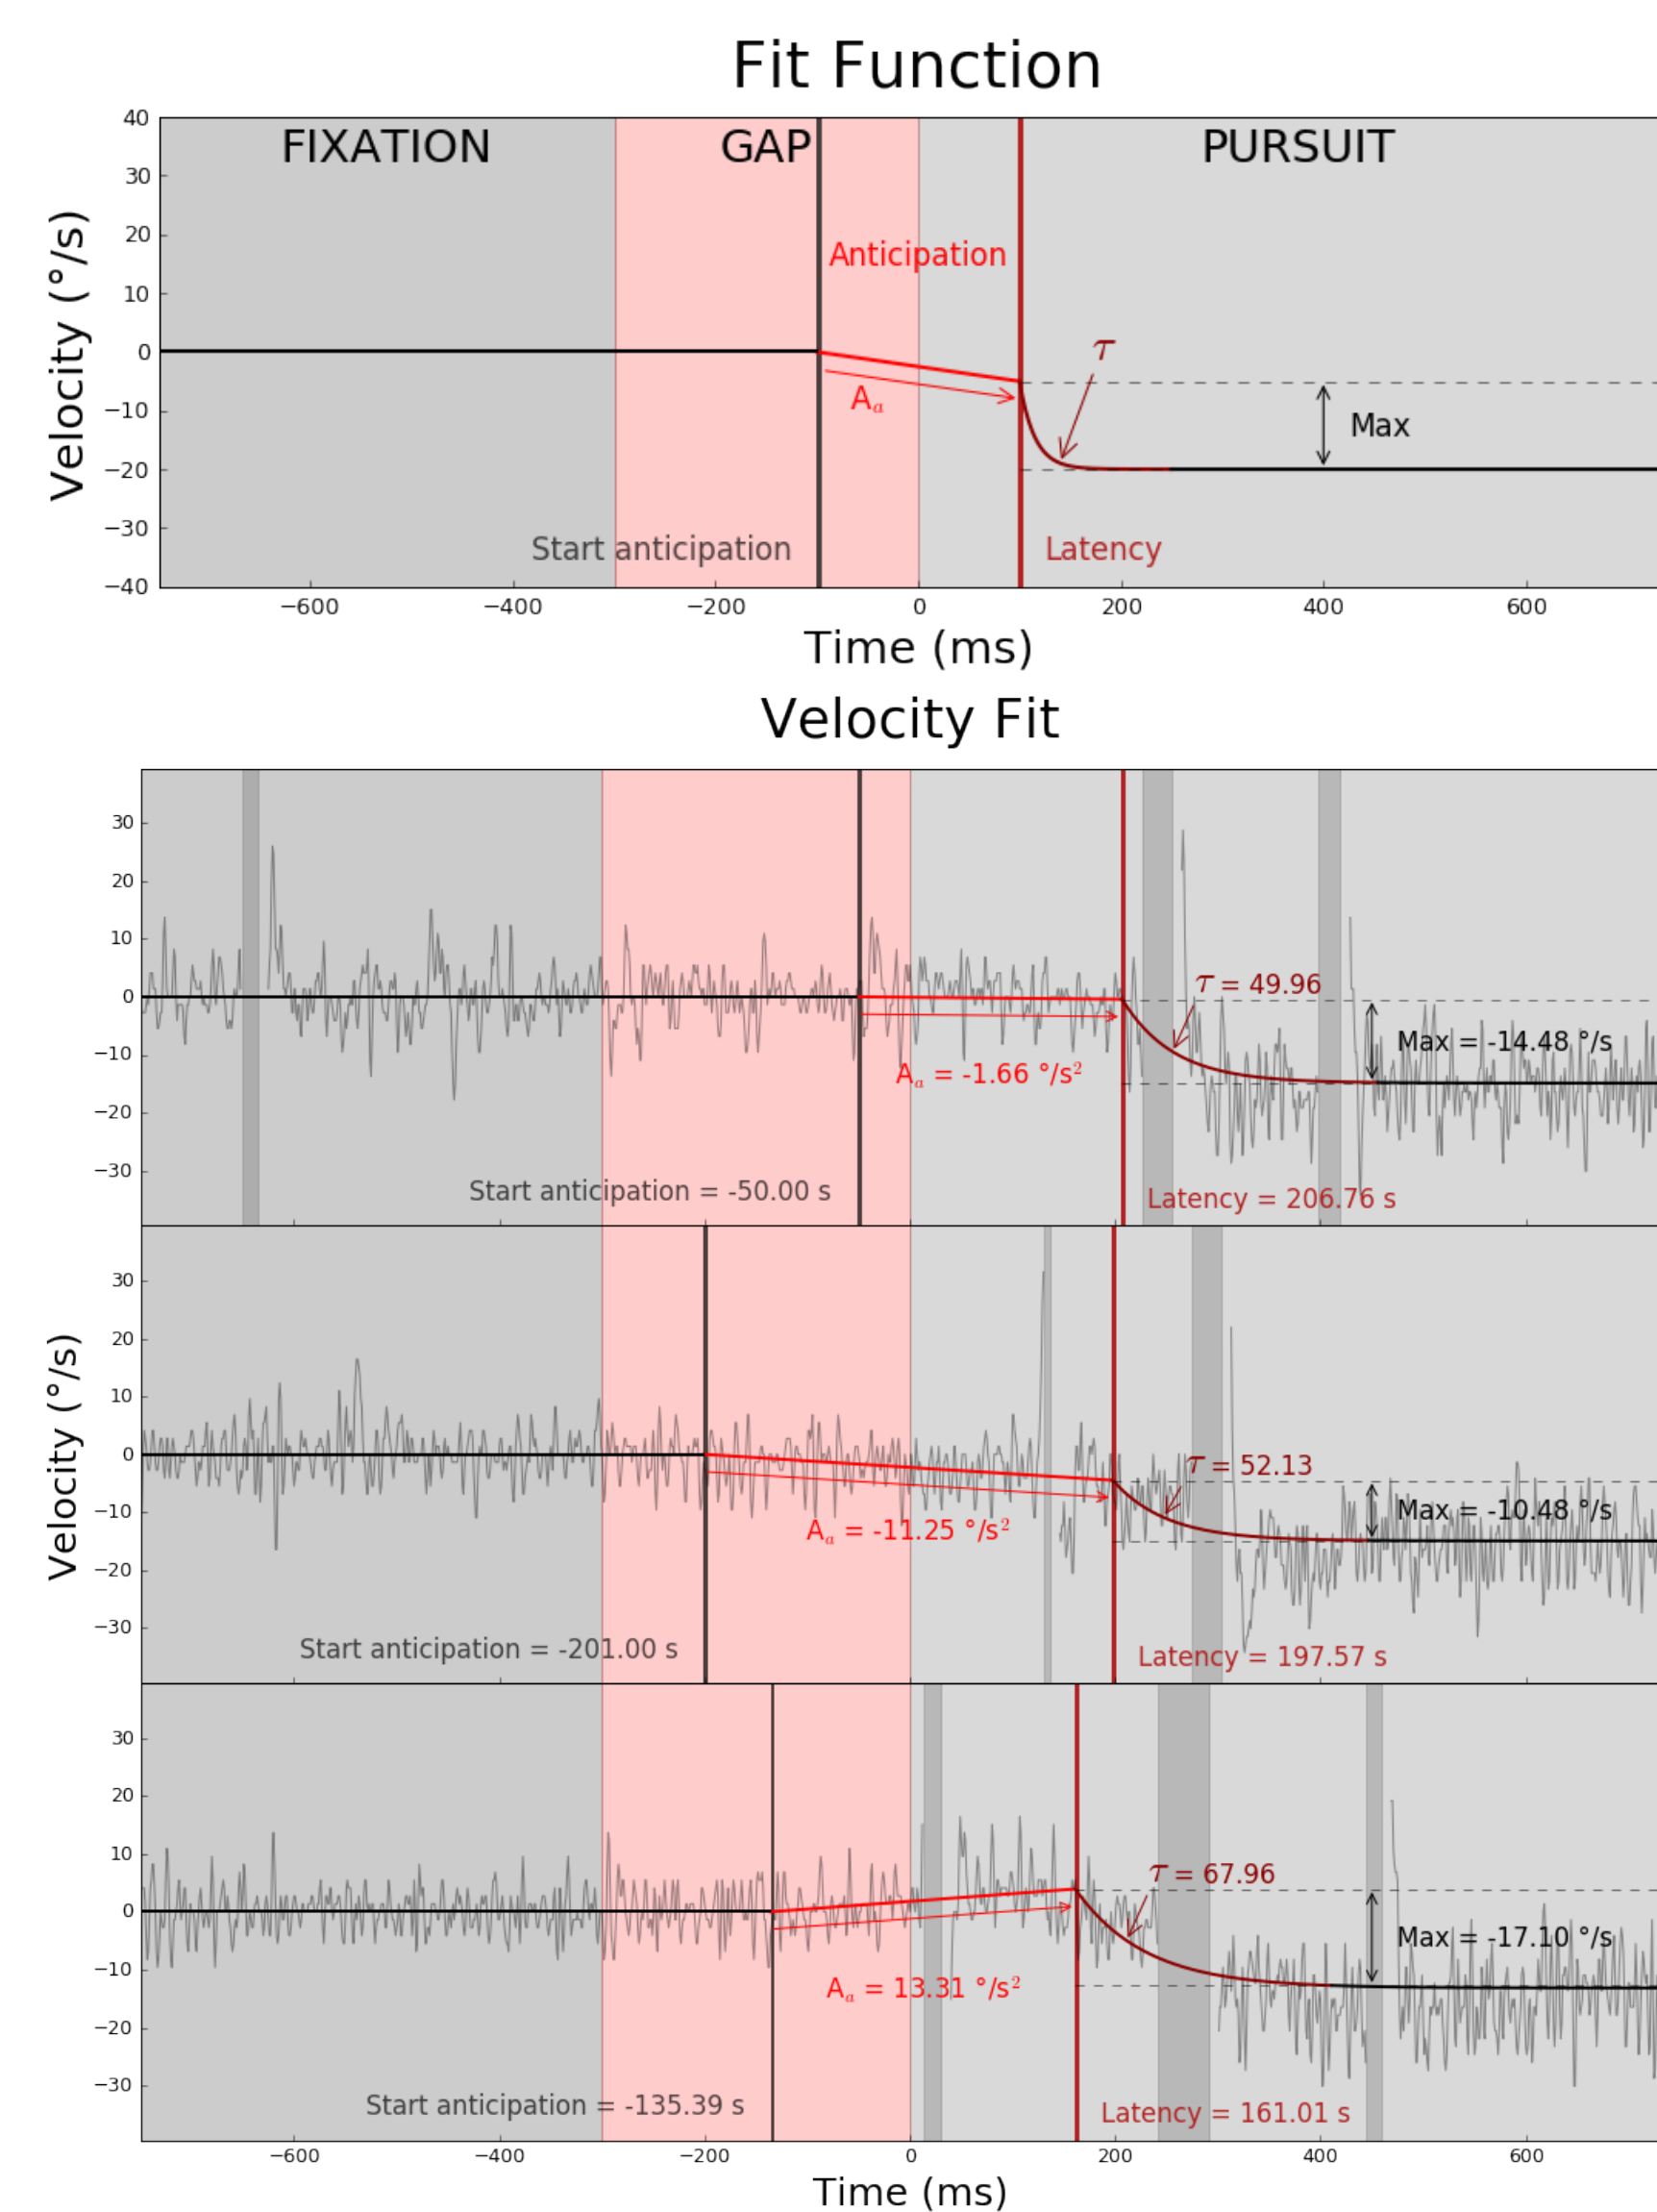 Fit Function
40
FIXATION GAP PURSUIT
30
20
Anticipation
10
Velocity (°/s)
0
τ
−10
Aₐ
Max
−20
−30
Start anticipation
Latency
−40
−600 −400 −200 0 200 400 600
Time (ms)
Velocity Fit
30
20
10
τ = 49.96
0
Max = -14.48 °/s
−10
Aₐ = -1.66 °/s²
−20
−30
Start anticipation = -50.00 s
Latency = 206.76 s
30
20
10
Velocity (°/s)
0
τ = 52.13
−10
Max = -10.48 °/s
Aₐ = -11.25 °/s²
−20
−30
Start anticipation = -201.00 s
Latency = 197.57 s
30
20
10
τ = 67.96
0
Max = -17.10 °/s
−10
Aₐ = 13.31 °/s²
−20
−30
Start anticipation = -135.39 s
Latency = 161.01 s
−600 −400 −200 0 200 400 600
Time (ms)